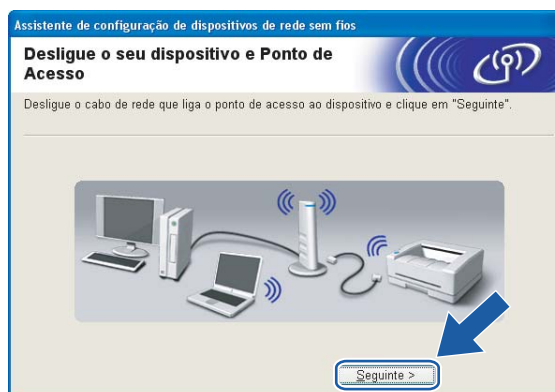 Assistente de configuração de dispositivos de rede sem fios
Desligue o seu dispositivo e Ponto de
Acesso
Desligue o cabo de rede que liga o ponto de acesso ao dispositivo e clique em "Seguinte".
Seguinte >